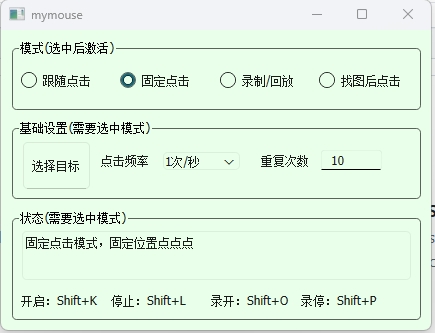 mymouse
模式(选中后激活)
跟随点击 固定点击 录制/回放 找图后点击
基础设置(需要选中模式)
选择目标 点击频率 1次/秒 重复次数 10
状态(需要选中模式)
固定点击模式，固定位置点点点
开启：Shift+K 停止：Shift+L 录开：Shift+O 录停：Shift+P